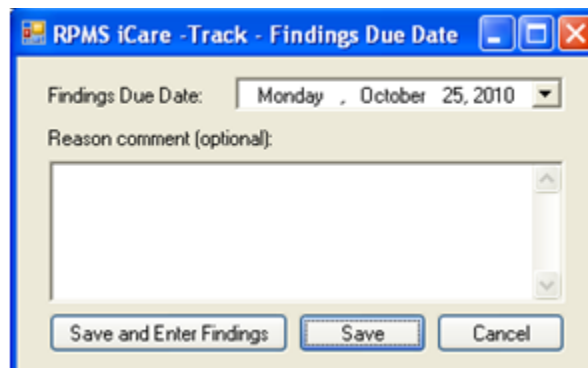 RPMS iCare -Track - Findings Due Date
Findings Due Date: Monday , October 25, 2010
Reason comment (optional):
Save and Enter Findings Save Cancel